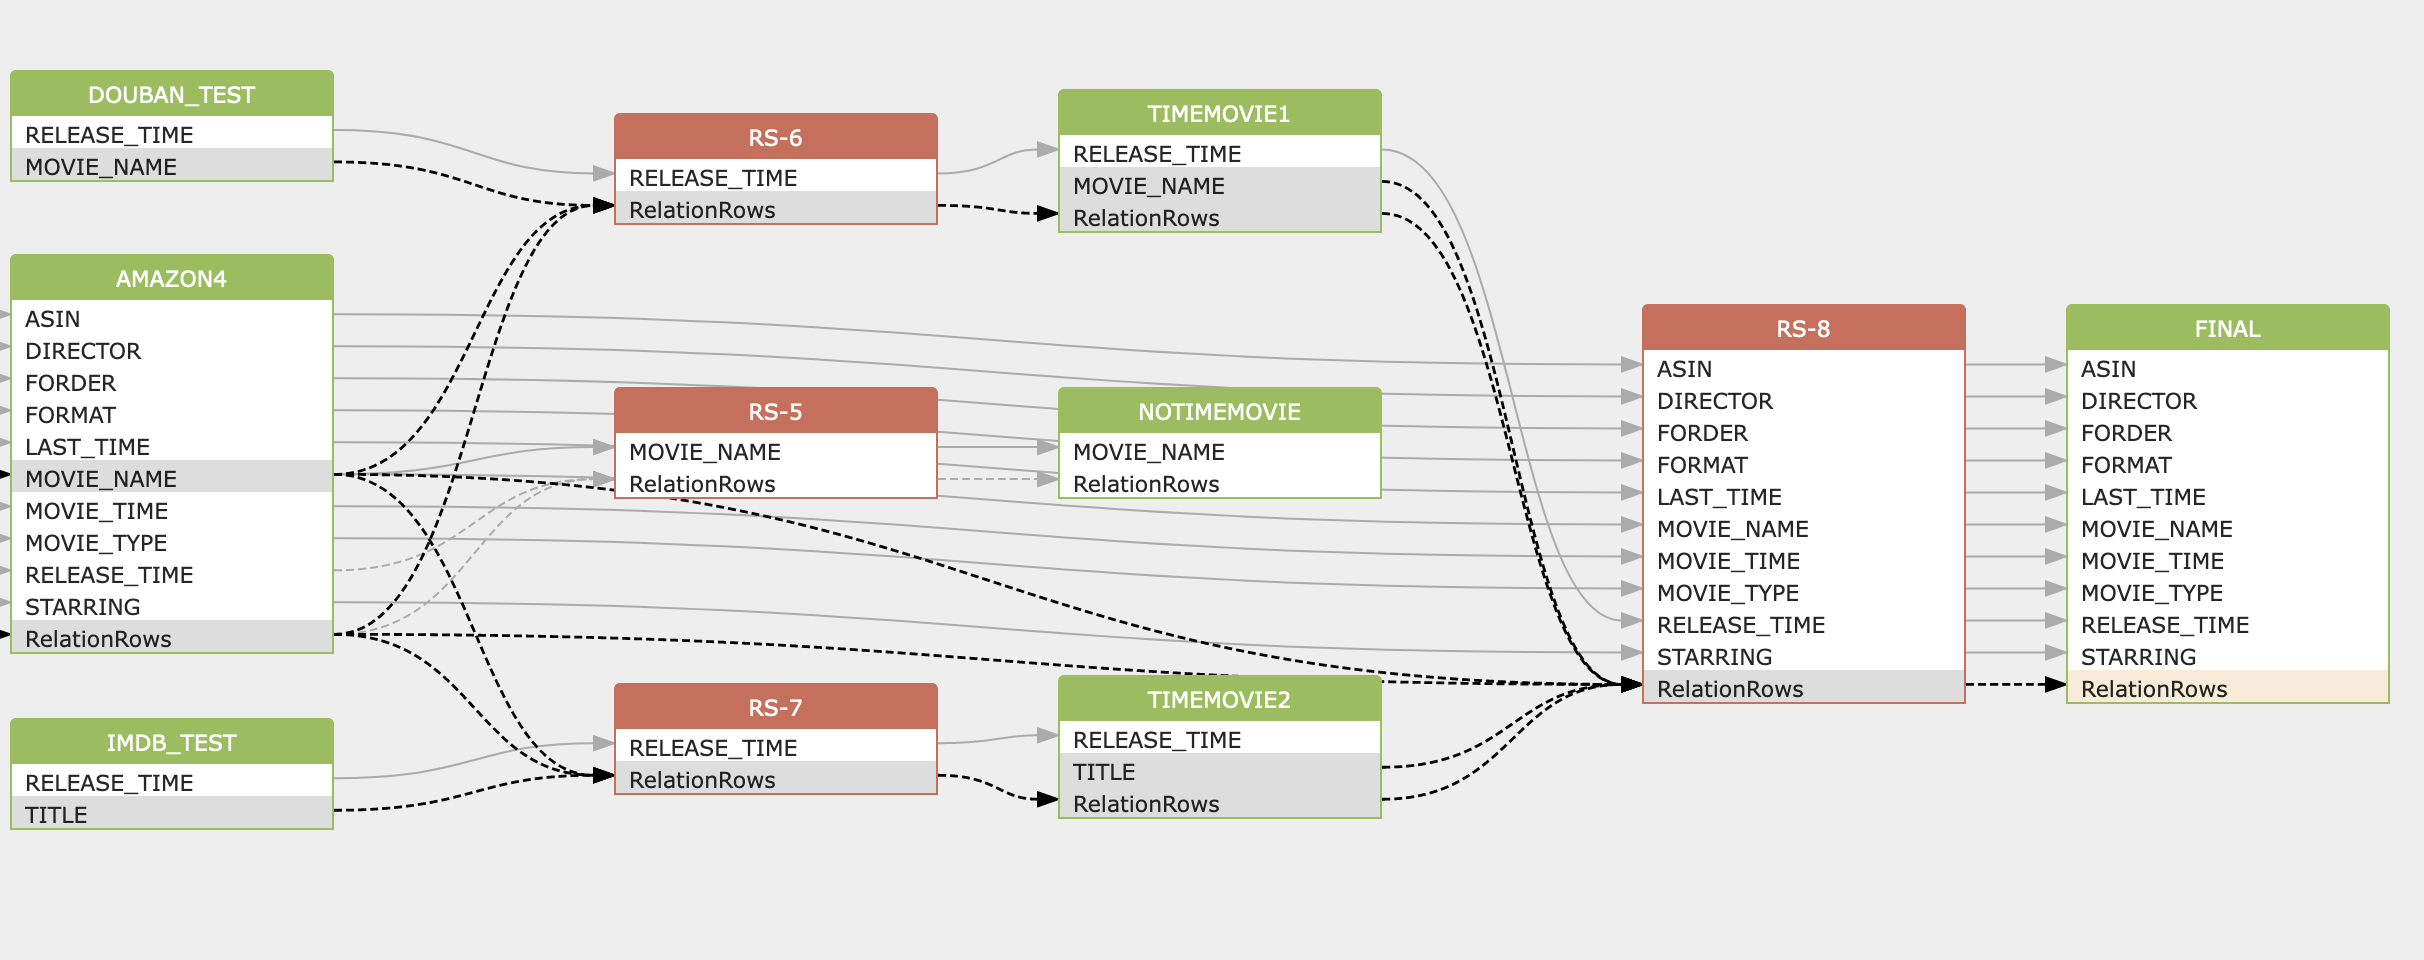 DOUBAN_TEST
RELEASE_TIME
MOVIE_NAME
AMAZON4
ASIN
DIRECTOR
FORDER
FORMAT
LAST_TIME
MOVIE_NAME
MOVIE_TIME
MOVIE_TYPE
RELEASE_TIME
STARRING
RelationRows
IMDB_TEST
RELEASE_TIME
TITLE
RS-6
RELEASE_TIME
RelationRows
RS-5
MOVIE_NAME
RelationRows
RS-7
RELEASE_TIME
RelationRows
TIMEMOVIE1
RELEASE_TIME
MOVIE_NAME
RelationRows
NOTIMEMOVIE
MOVIE_NAME
RelationRows
TIMEMOVIE2
RELEASE_TIME
TITLE
RelationRows
RS-8
ASIN
DIRECTOR
FORDER
FORMAT
LAST_TIME
MOVIE_NAME
MOVIE_TIME
MOVIE_TYPE
RELEASE_TIME
STARRING
RelationRows
FINAL
ASIN
DIRECTOR
FORDER
FORMAT
LAST_TIME
MOVIE_NAME
MOVIE_TIME
MOVIE_TYPE
RELEASE_TIME
STARRING
RelationRows